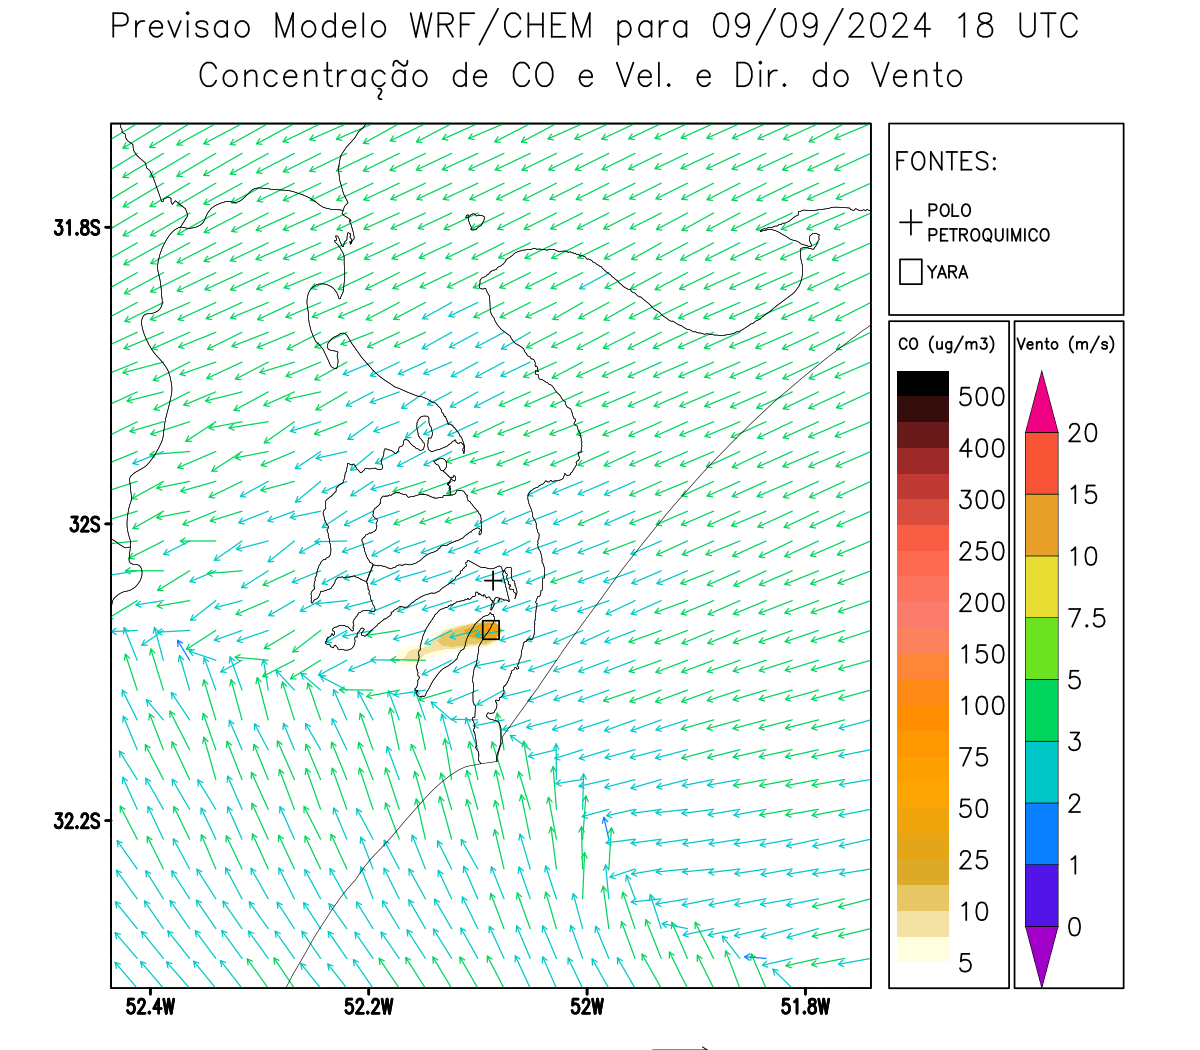 Previsao Modelo WRF/CHEM para 09/09/2024 18 UTC
Concentração de CO e Vel. e Dir. do Vento
FONTES:
POLO
PETROQUIMICO
YARA
31.8S
32S
32.2S
52.4W
52.2W
52W
51.8W
CO (ug/m3)
500
400
300
250
200
150
100
75
50
25
10
5
Vento (m/s)
20
15
10
7.5
5
3
2
1
0